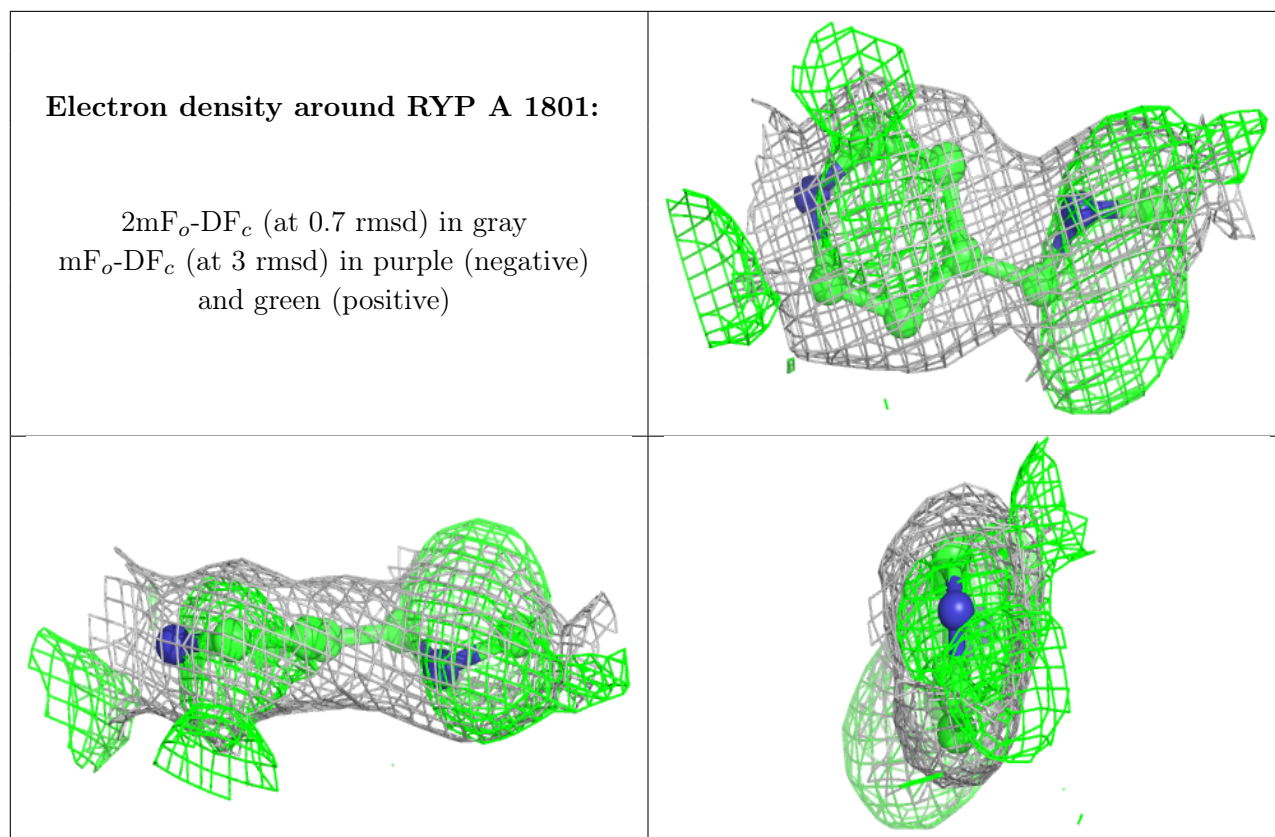 Electron density around RYP A 1801:
2mFo-DFc (at 0.7 rmsd) in gray
mFo-DFc (at 3 rmsd) in purple (negative)
and green (positive)